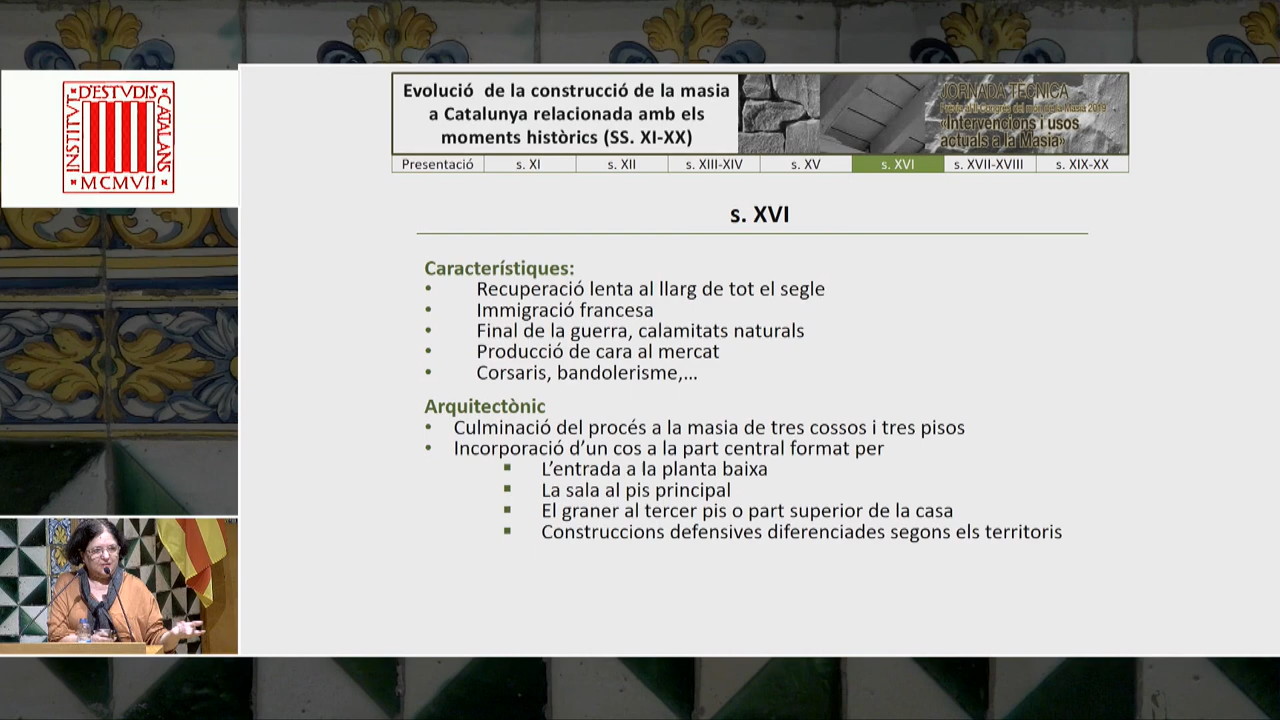 INSTITUT
D'ESTVDIS
CATALANS
MCMVII
Evolució de la construcció de la masia
a Catalunya relacionada amb els
moments històrics (SS. XI-XX)
JORNADA TÈCNICA
«Intervencions i usos
actuals a la Masia»
Presentació
s. XI
s. XII
s. XIII-XIV
s. XV
s. XVI
s. XVII-XVIII
s. XIX-XX
s. XVI
Característiques:
• Recuperació lenta al llarg de tot el segle
• Immigració francesa
• Final de la guerra, calamitats naturals
• Producció de cara al mercat
• Corsaris, bandolerisme,...
Arquitectònic
• Culminació del procés a la masia de tres cossos i tres pisos
• Incorporació d'un cos a la part central format per
▪ L'entrada a la planta baixa
▪ La sala al pis principal
▪ El graner al tercer pis o part superior de la casa
▪ Construccions defensives diferenciades segons els territoris